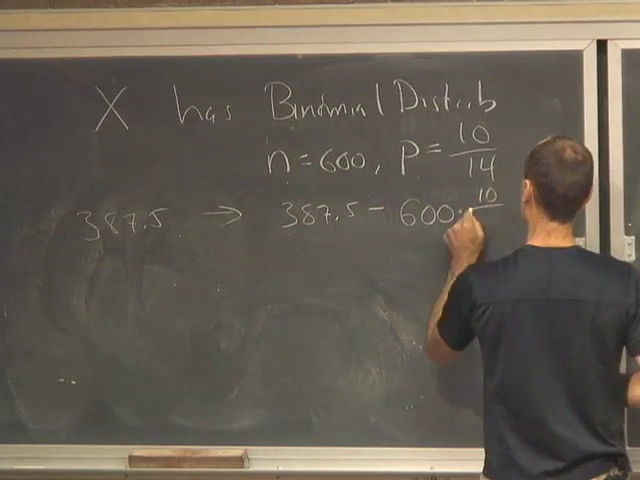 X has Binomial Distrib
n = 600, p = 10/14
387.5 → 387.5 - 600 · 10/